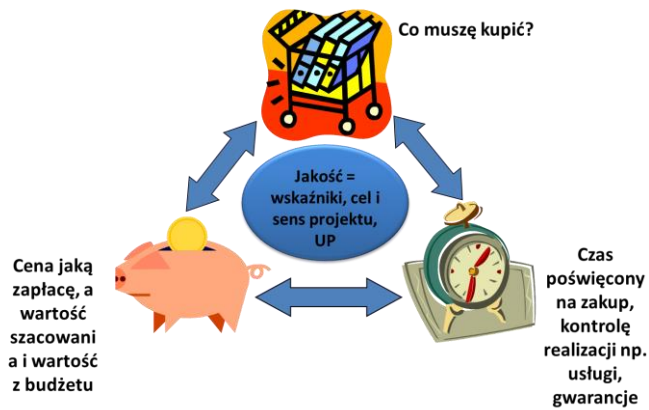 Co muszę kupić?
Jakość =
wskaźniki, cel i
sens projektu,
UP
Cena jaką
zapłacę, a
wartość
szacowani
a i wartość
z budżetu
Czas
poświęcony
na zakup,
kontrolę
realizacji np.
usługi,
gwarancje